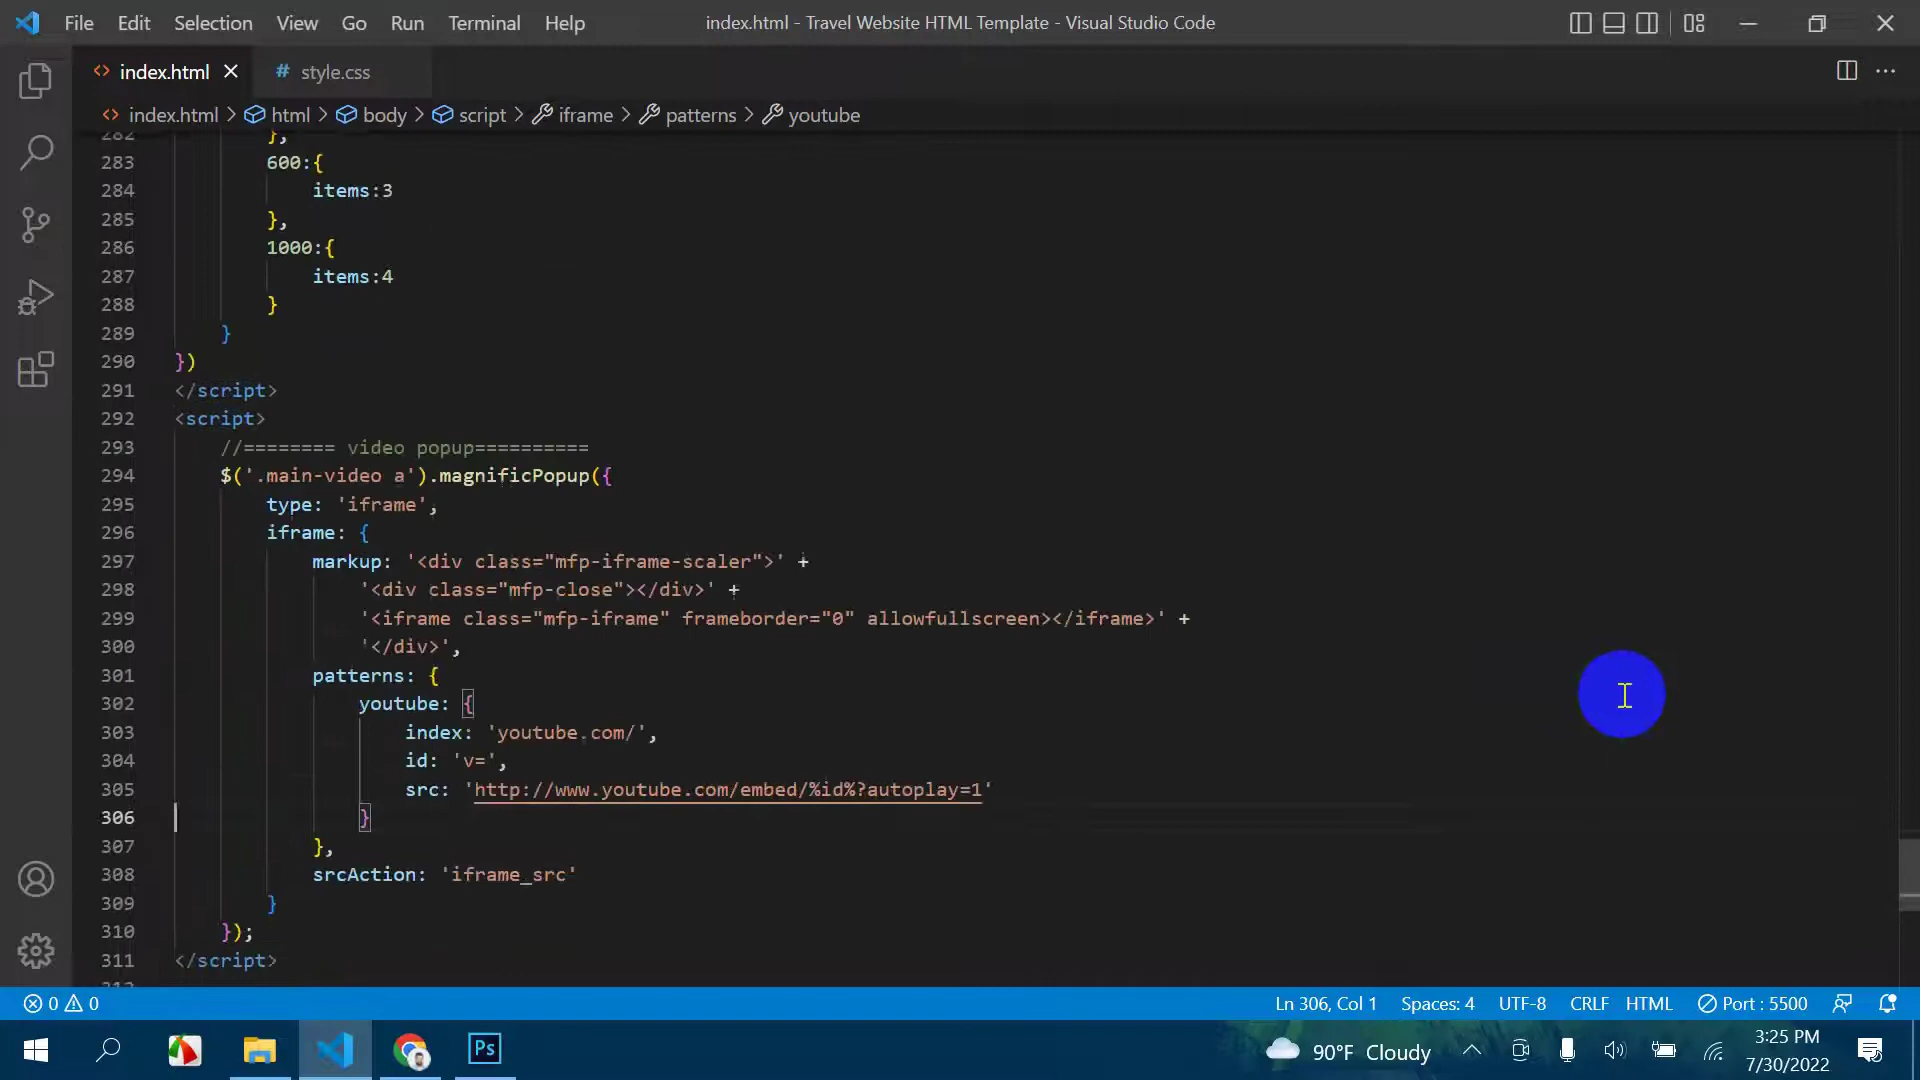 File Edit Selection View Go Run Terminal Help index.html - Travel Website HTML Template - Visual Studio Code
index.html style.css
index.html > html > body > script > iframe > patterns > youtube
282 },
283 600:{
284 items:3
285 },
286 1000:{
287 items:4
288 }
289 }
290 })
291 </script>
292 <script>
293 //======== video popup==========
294 $('.main-video a').magnificPopup({
295 type: 'iframe',
296 iframe: {
297 markup: '<div class="mfp-iframe-scaler">' +
298 '<div class="mfp-close"></div>' +
299 '<iframe class="mfp-iframe" frameborder="0" allowfullscreen></iframe>' +
300 '</div>',
301 patterns: {
302 youtube: {
303 index: 'youtube.com/',
304 id: 'v=',
305 src: 'http://www.youtube.com/embed/%id%?autoplay=1'
306 }
307 },
308 srcAction: 'iframe_src'
309 }
310 });
311 </script>
0 0 Ln 306, Col 1 Spaces: 4 UTF-8 CRLF HTML Port : 5500
Ps 90°F Cloudy 3:25 PM
7/30/2022